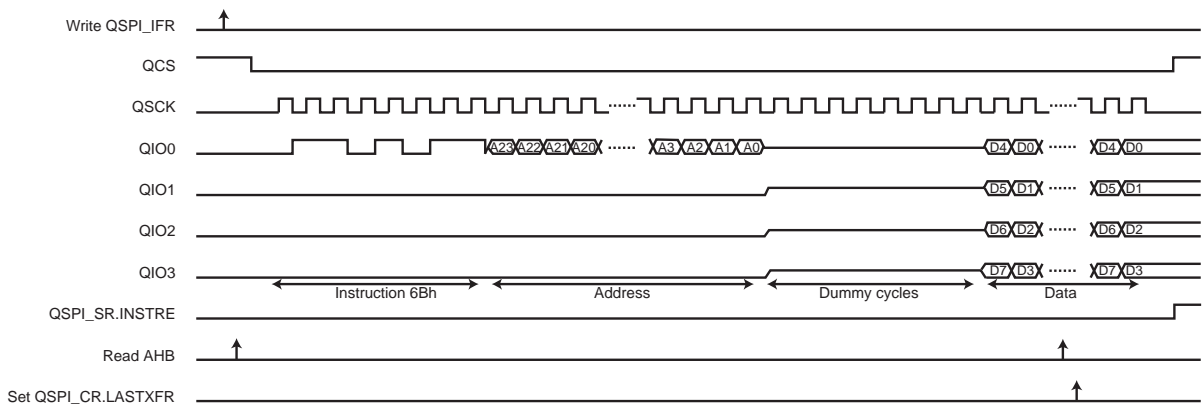 Write QSPI_IFR
QCS
QSCK
QIO0 A23 A22 A21 A20 A3 A2 A1 A0 D4 D0 D4 D0
QIO1 D5 D1 D5 D1
QIO2 D6 D2 D6 D2
QIO3 D7 D3 D7 D3
Instruction 6Bh Address Dummy cycles Data
QSPI_SR.INSTRE
Read AHB
Set QSPI_CR.LASTXFR